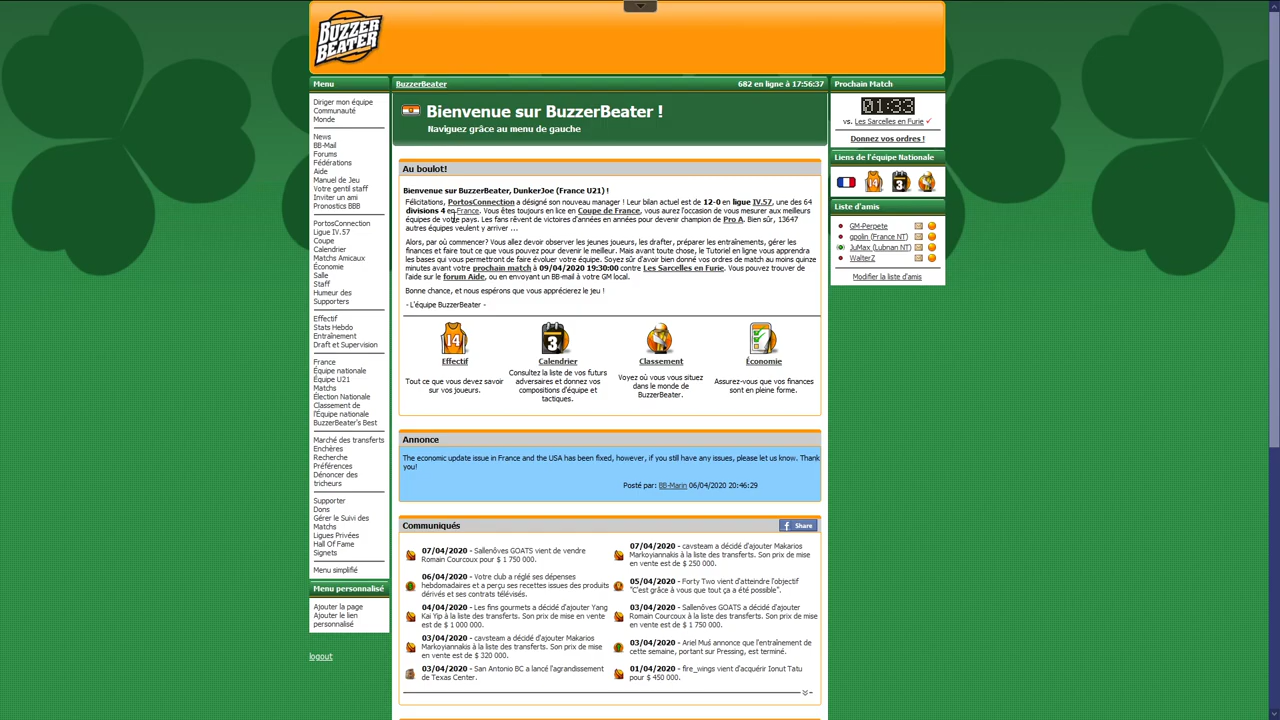 BUZZER
BEATER
Menu
Diriger mon équipe
Communauté
Monde
News
BB-Mail
Forums
Fédérations
Aide
Manuel de Jeu
Votre gentil staff
Inviter un ami
Pronostics BBB
PortosConnection
Ligue IV.57
Coupe
Calendrier
Matchs Amicaux
Économie
Salle
Staff
Humeur des
Supporters
Effectif
Stats Hebdo
Entraînement
Draft et Supervision
France
Équipe nationale
Équipe U21
Matchs
Élection Nationale
Classement de
l'Équipe nationale
BuzzerBeater's Best
Marché des transferts
Enchères
Recherche
Préférences
Dénoncer des
tricheurs
Supporter
Dons
Gérer le Suivi des
Matchs
Ligues Privées
Hall Of Fame
Signets
Menu simplifié
Menu personnalisé
Ajouter la page
Ajouter le lien
personnalisé
logout
BuzzerBeater
682 en ligne à 17:56:37
Bienvenue sur BuzzerBeater !
Naviguez grâce au menu de gauche
Au boulot!
Bienvenue sur BuzzerBeater, DunkerJoe (France U21) !
Félicitations, PortosConnection a désigné son nouveau manager ! Leur bilan actuel est de 12-0 en ligue IV.57, une des 64
divisions 4 en France. Vous êtes toujours en lice en Coupe de France, vous aurez l'occasion de vous mesurer aux meilleurs
équipes de votre pays. Les fans rêvent de victoires d'années en années pour devenir champion de Pro A. Bien sûr, 13647
autres équipes veulent y arriver ...
Alors, par où commencer? Vous allez devoir observer les jeunes joueurs, les drafter, préparer les entraînements, gérer les
finances et faire tout ce que vous pouvez pour devenir le meilleur. Mais avant toute chose, le Tutoriel en ligne vous apprendra
les bases qui vous permettront de faire évoluer votre équipe. Soyez sûr d'avoir bien donné vos ordres de match au moins quinze
minutes avant votre prochain match à 09/04/2020 19:30:00 contre Les Sarcelles en Furie. Vous pouvez trouver de
l'aide sur le forum Aide, ou en envoyant un BB-mail à votre GM local.
Bonne chance, et nous espérons que vous apprécierez le jeu !
- L'équipe BuzzerBeater -
14
3
Effectif
Calendrier
Classement
Économie
Tout ce que vous devez savoir
sur vos joueurs.
Consultez la liste de vos futurs
adversaires et donnez vos
compositions d'équipe et
tactiques.
Voyez où vous vous situez
dans le monde de
BuzzerBeater.
Assurez-vous que vos finances
sont en pleine forme.
Annonce
The economic update issue in France and the USA has been fixed, however, if you still have any issues, please let us know. Thank
you!
Posté par: BB-Marin 06/04/2020 20:46:29
Communiqués
f Share
07/04/2020 - Sallenôves GOATS vient de vendre
Romain Courcoux pour $ 1 750 000.
06/04/2020 - Votre club a réglé ses dépenses
hebdomadaires et a perçu ses recettes issues des produits
dérivés et ses contrats télévisés.
04/04/2020 - Les fins gourmets a décidé d'ajouter Yang
Kai Yip à la liste des transferts. Son prix de mise en vente
est de $ 1 000 000.
03/04/2020 - cavsteam a décidé d'ajouter Makarios
Markoyiannakis à la liste des transferts. Son prix de mise
en vente est de $ 320 000.
03/04/2020 - San Antonio BC a lancé l'agrandissement
de Texas Center.
07/04/2020 - cavsteam a décidé d'ajouter Makarios
Markoyiannakis à la liste des transferts. Son prix de mise
en vente est de $ 250 000.
05/04/2020 - Forty Two vient d'atteindre l'objectif
"C'est grâce à vous que tout ça a été possible".
03/04/2020 - Sallenôves GOATS a décidé d'ajouter
Romain Courcoux à la liste des transferts. Son prix de
mise en vente est de $ 1 750 000.
03/04/2020 - Ariel Muś annonce que l'entraînement de
cette semaine, portant sur Pressing, est terminé.
01/04/2020 - fire_wings vient d'acquérir Ionut Tatu
pour $ 450 000.
Prochain Match
01:33
vs. Les Sarcelles en Furie
Donnez vos ordres !
Liens de l'équipe Nationale
14
3
Liste d'amis
GM-Perpete
gpolin (France NT)
JuMax (Lubnan NT)
WalterZ
Modifier la liste d'amis